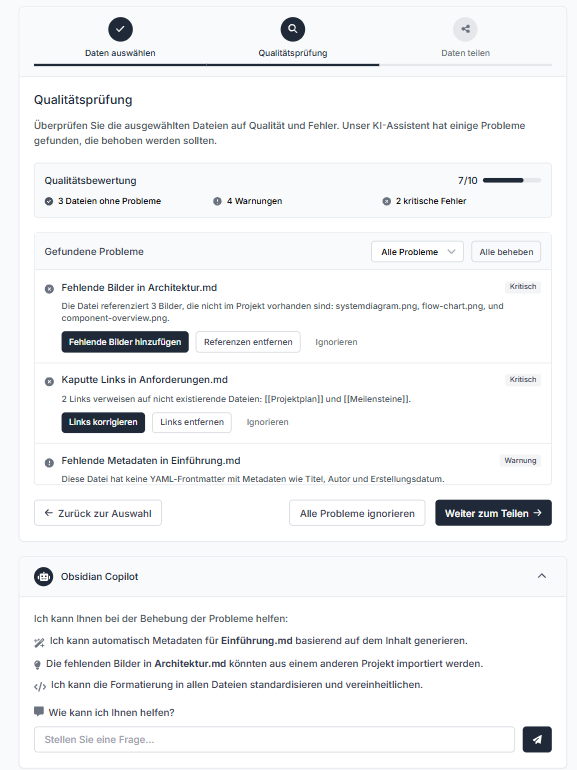 Daten auswählen
Qualitätsprüfung
Daten teilen
Qualitätsprüfung
Überprüfen Sie die ausgewählten Dateien auf Qualität und Fehler. Unser KI-Assistent hat einige Probleme
gefunden, die behoben werden sollten.
Qualitätsbewertung
7/10
3 Dateien ohne Probleme
4 Warnungen
2 kritische Fehler
Gefundene Probleme
Alle Probleme
Alle beheben
Fehlende Bilder in Architektur.md
Kritisch
Die Datei referenziert 3 Bilder, die nicht im Projekt vorhanden sind: systemdiagram.png, flow-chart.png, und
component-overview.png.
Fehlende Bilder hinzufügen
Referenzen entfernen
Ignorieren
Kaputte Links in Anforderungen.md
Kritisch
2 Links verweisen auf nicht existierende Dateien: [[Projektplan]] und [[Meilensteine]].
Links korrigieren
Links entfernen
Ignorieren
Fehlende Metadaten in Einführung.md
Warnung
Diese Datei hat keine YAML-Frontmatter mit Metadaten wie Titel, Autor und Erstellungsdatum.
← Zurück zur Auswahl
Alle Probleme ignorieren
Weiter zum Teilen →
Obsidian Copilot
Ich kann Ihnen bei der Behebung der Probleme helfen:
Ich kann automatisch Metadaten für Einführung.md basierend auf dem Inhalt generieren.
Die fehlenden Bilder in Architektur.md könnten aus einem anderen Projekt importiert werden.
Ich kann die Formatierung in allen Dateien standardisieren und vereinheitlichen.
Wie kann ich Ihnen helfen?
Stellen Sie eine Frage...